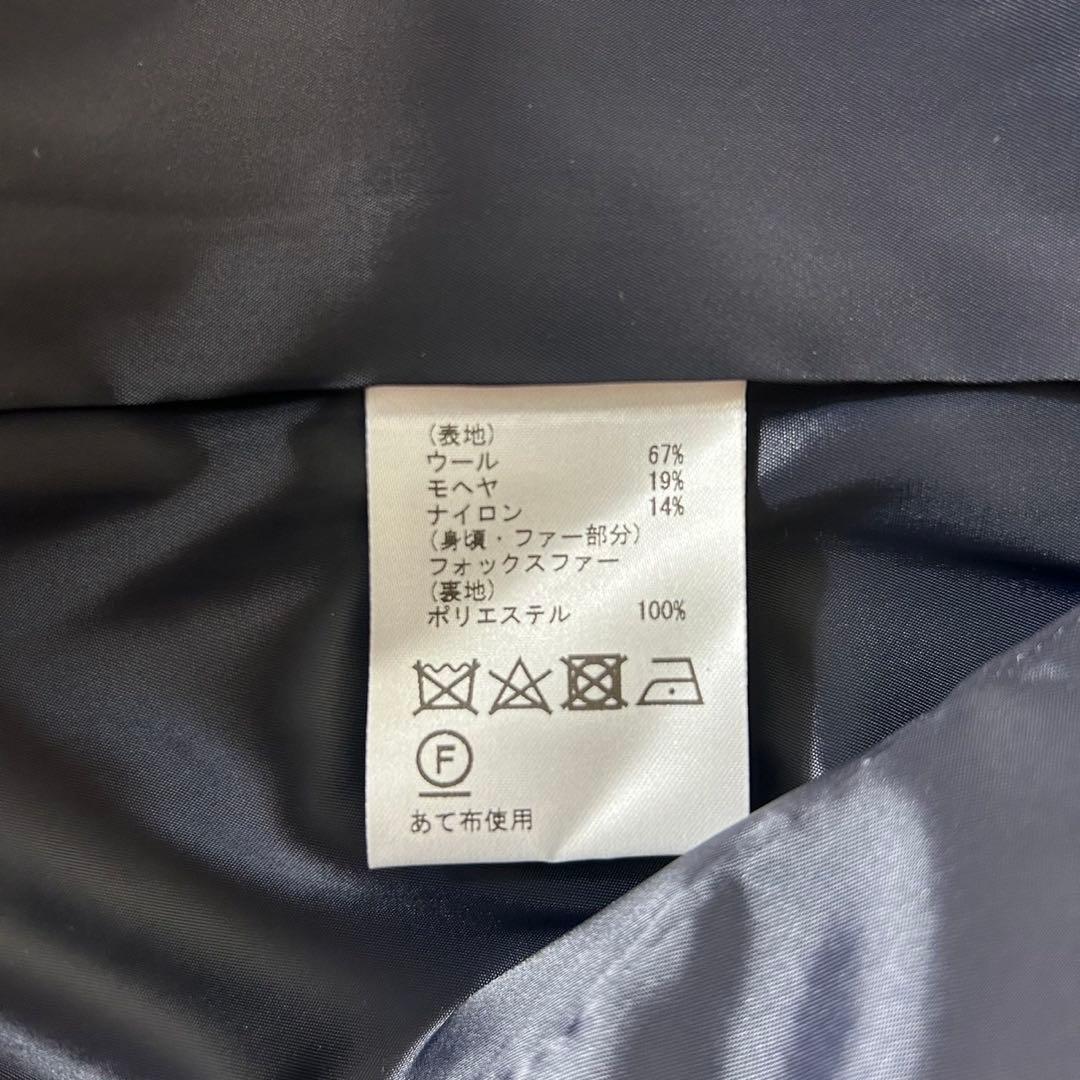 (表地)
ウール 67%
モヘヤ 19%
ナイロン 14%
(身頃・ファー部分)
フォックスファー
(裏地)
ポリエステル 100%
F
あて布使用